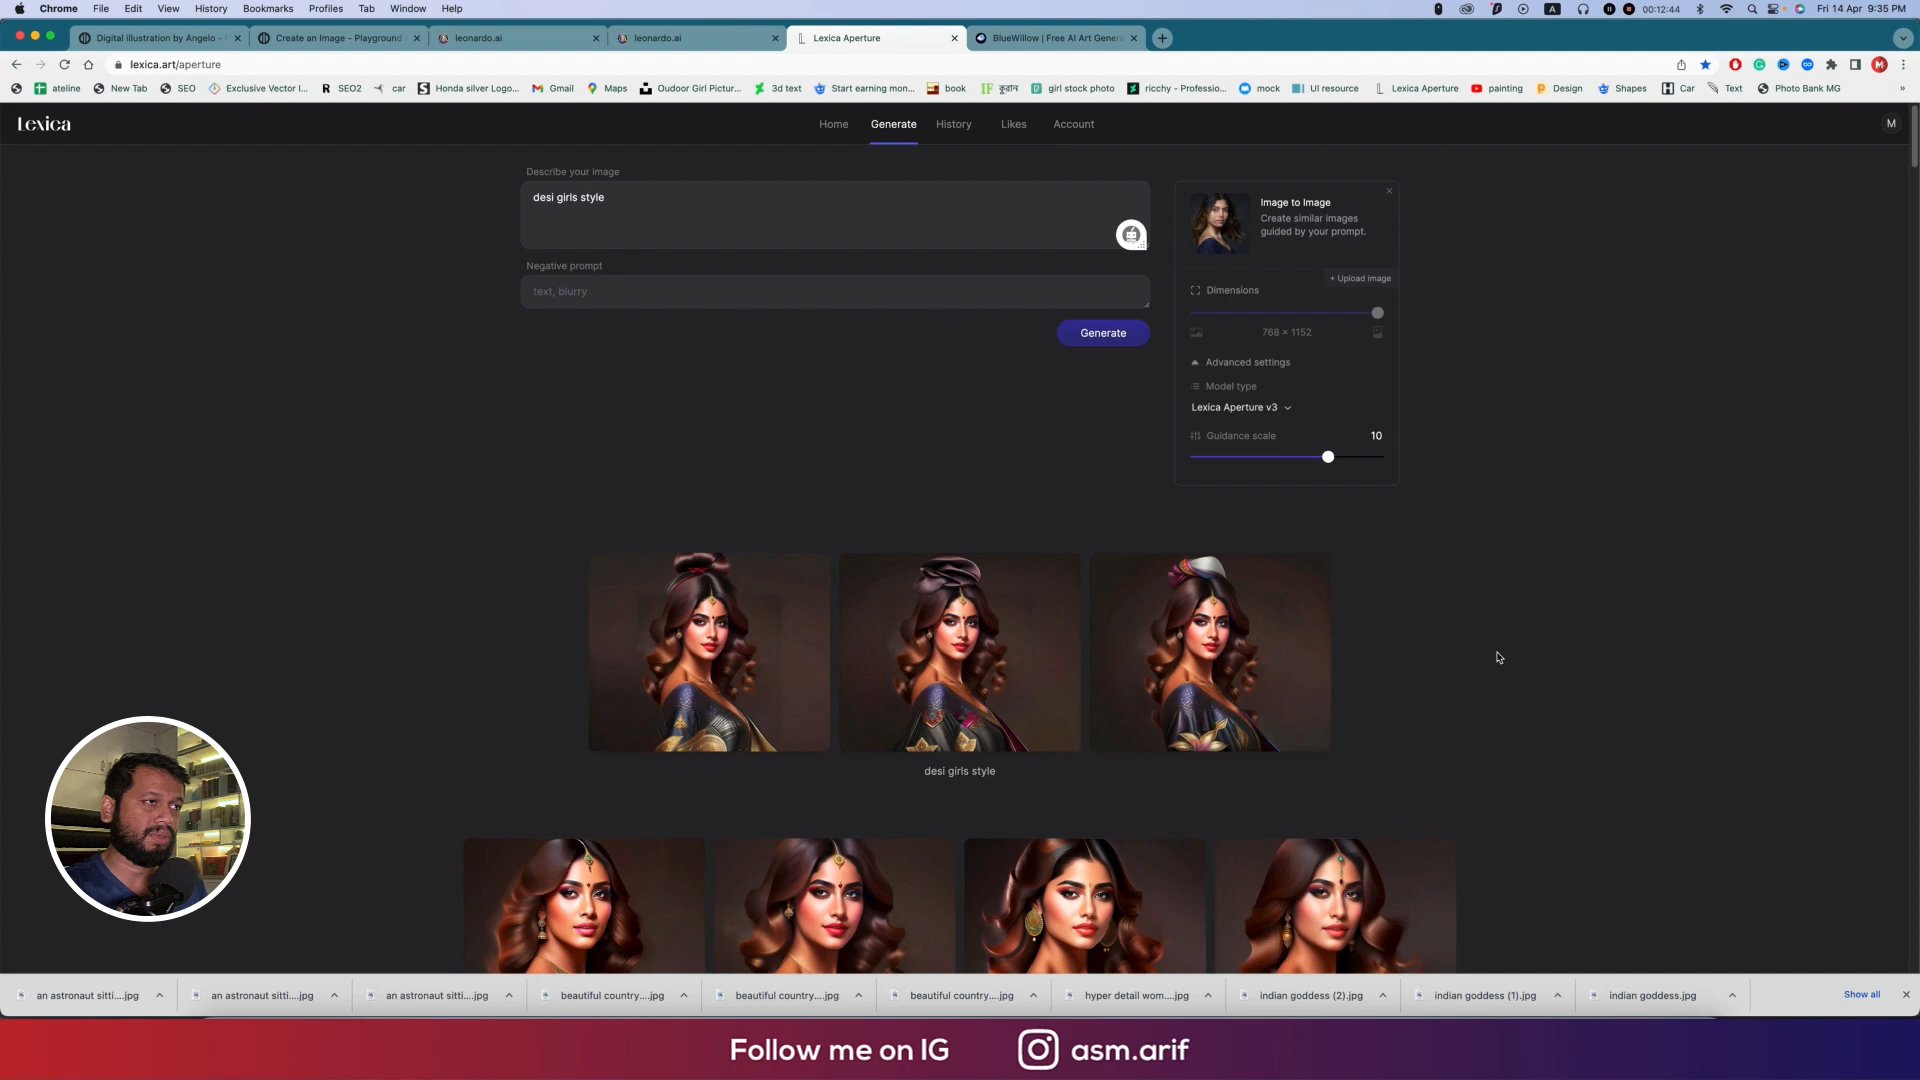 Chrome File Edit View History Bookmarks Profiles Tab Window Help
A 00:12:44 Fri 14 Apr 9:35 PM
Digital illustration by Angelo -
Create an Image - Playground
leonardo.ai
leonardo.ai
Lexica Aperture
BlueWillow | Free AI Art Genera
lexica.art/aperture
M
ateline New Tab SEO Exclusive Vector I... SEO2 car Honda silver Logo... Gmail Maps Oudoor Girl Pictur... 3d text Start earning mon... book IF কুরান girl stock photo ricchy - Professio... mock UI resource Lexica Aperture painting Design Shapes Car Text Photo Bank MG »
Lexica
Home Generate History Likes Account
M
Describe your image
desi girls style
Negative prompt
text, blurry
Generate
Image to Image
Create similar images
guided by your prompt.
+ Upload image
Dimensions
768 × 1152
Advanced settings
Model type
Lexica Aperture v3
Guidance scale 10
desi girls style
an astronaut sitti....jpg
an astronaut sitti....jpg
an astronaut sitti....jpg
beautiful country....jpg
beautiful country....jpg
beautiful country....jpg
hyper detail wom....jpg
indian goddess (2).jpg
indian goddess (1).jpg
indian goddess.jpg
Show all
Follow me on IG asm.arif